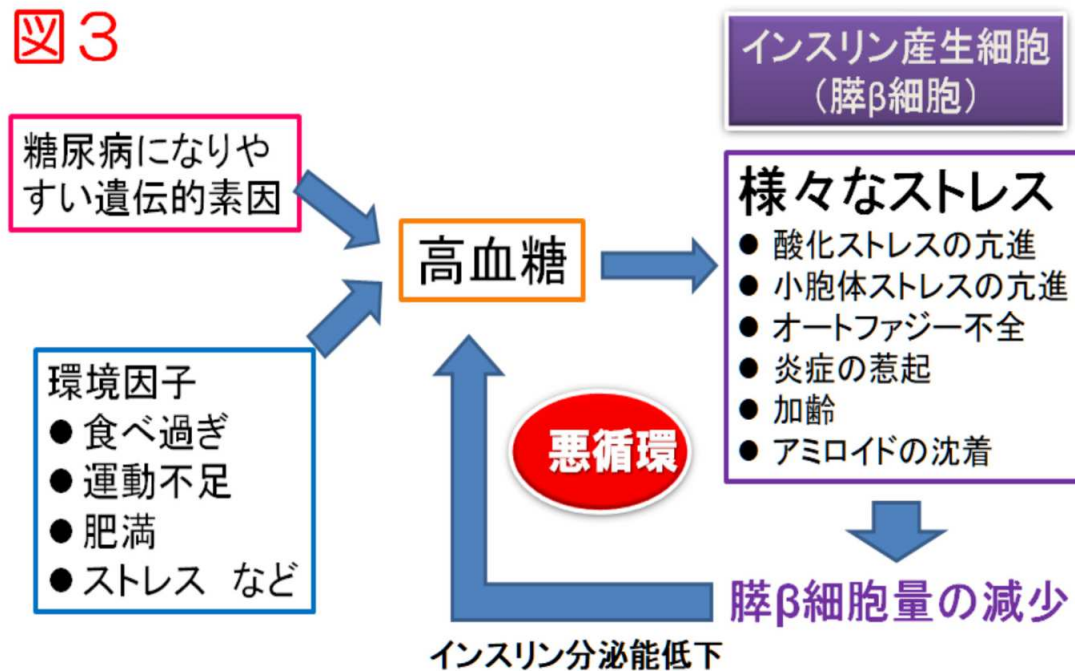 図３
糖尿病になりや
すい遺伝的素因
環境因子
● 食べ過ぎ
● 運動不足
● 肥満
● ストレス など
高血糖
インスリン産生細胞
（膵β細胞）
様々なストレス
● 酸化ストレスの亢進
● 小胞体ストレスの亢進
● オートファジー不全
● 炎症の惹起
● 加齢
● アミロイドの沈着
悪循環
膵β細胞量の減少
インスリン分泌能低下